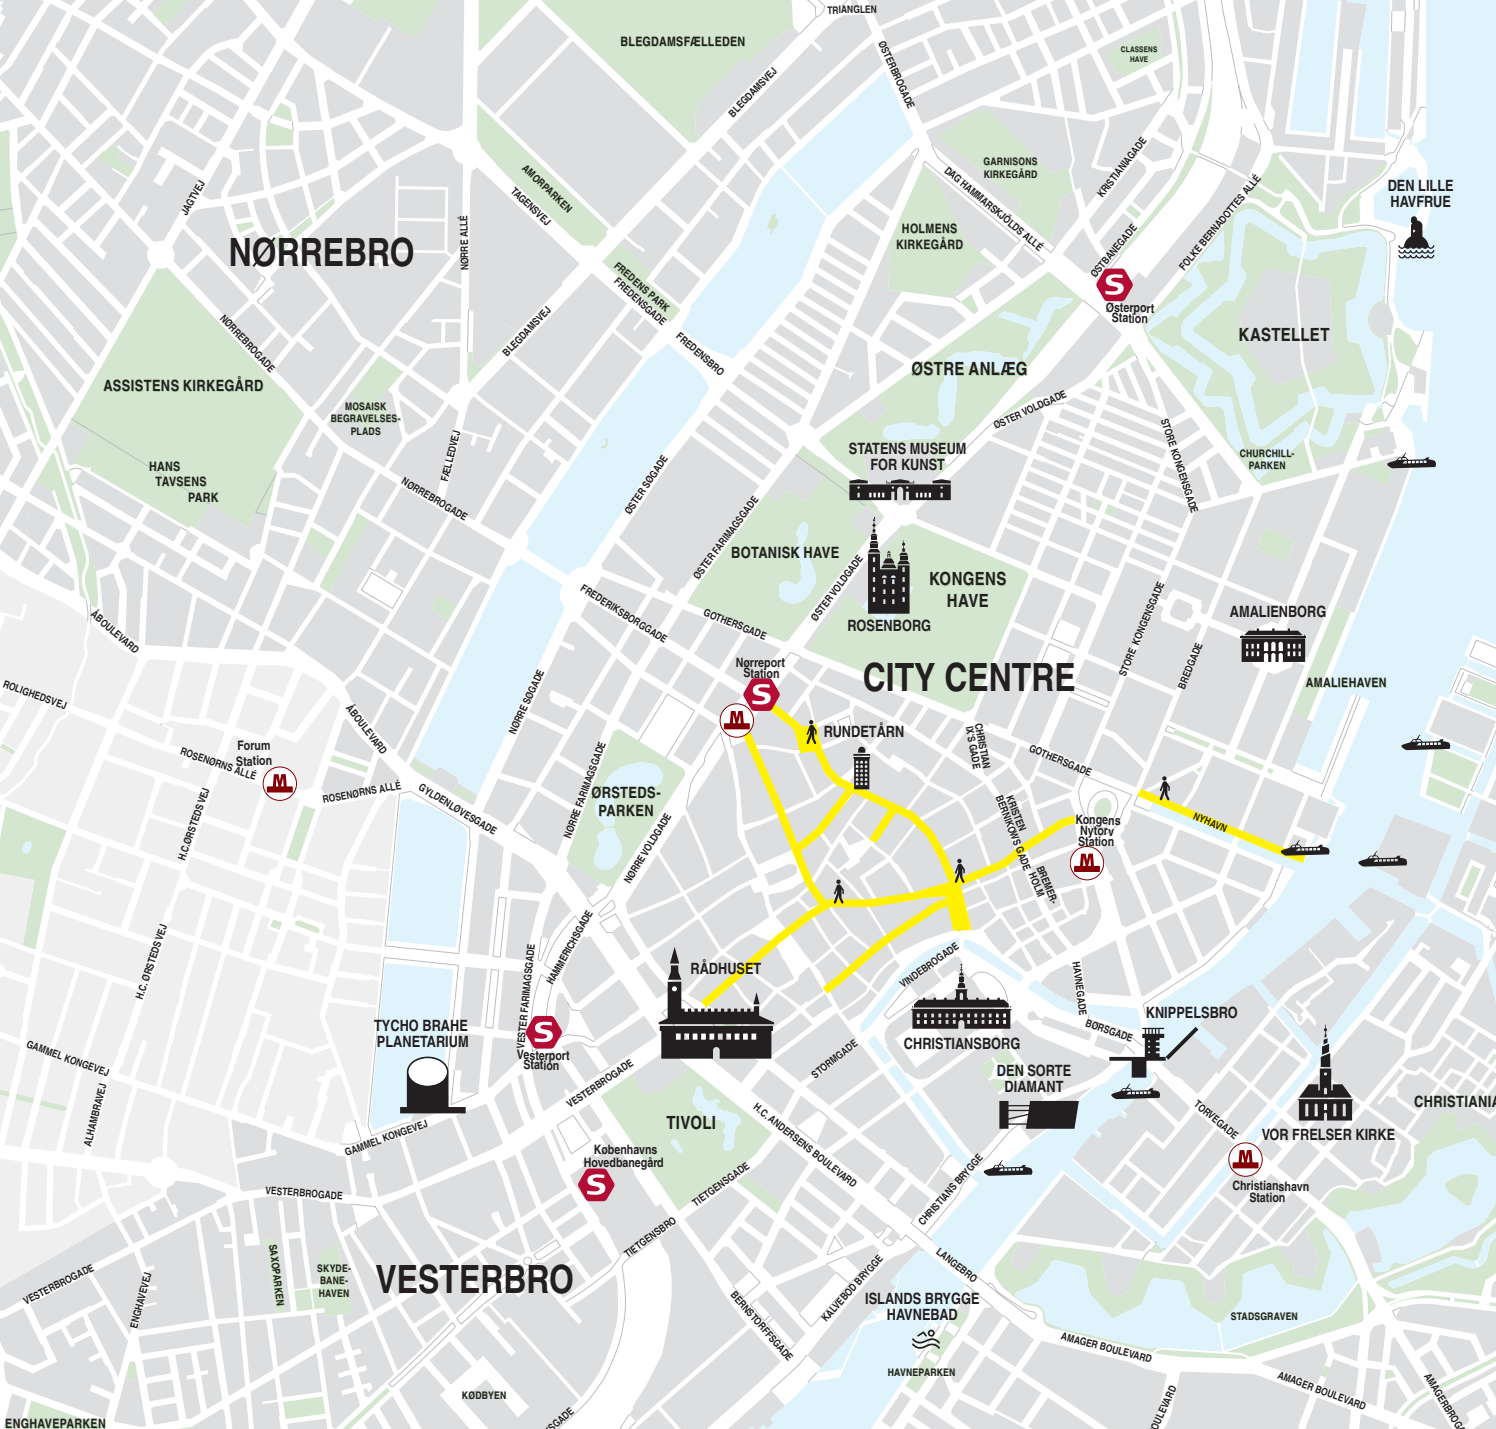 TRIANGLEN
BLEGDAMSFÆLLEDEN
BLEGDAMSVEJ
ØSTERBROGADE
CLASSENS
HAVE
GARNISONS
KIRKEGÅRD
KRISTIANIAGADE
DAG HAMMARSKJÖLDS ALLÉ
AMORPARKEN
TAGENSVEJ
JAGTVEJ
NØRREBRO
NØRRE ALLÉ
HOLMENS
KIRKEGÅRD
ØSTBANEGADE
FOLKE BERNADOTTES ALLÉ
DEN LILLE
HAVFRUE
FREDENS PARK
FREDENSGADE
S
Østerport
Station
KASTELLET
NØRREBROGADE
BLEGDAMSVEJ
FREDENSBRO
ØSTRE ANLÆG
ASSISTENS KIRKEGÅRD
MOSAISK
BEGRAVELSES-
PLADS
ØSTER VOLDGADE
STORE KONGENSGADE
FÆLLEDVEJ
STATENS MUSEUM
FOR KUNST
CHURCHILL-
PARKEN
HANS
TAVSENS
PARK
NØRREBROGADE
ØSTER SØGADE
ØSTER FARIMAGSGADE
BOTANISK HAVE
ØSTER VOLDGADE
KONGENS
HAVE
ROSENBORG
FREDERIKSBORGGADE
GOTHERSGADE
ÅBOULEVARD
STORE KONGENSGADE
BREDGADE
AMALIENBORG
AMALIEHAVEN
CITY CENTRE
Nørreport
Station
S
M
ROLIGHEDSVEJ
NØRRE SØGADE
ÅBOULEVARD
RUNDETÅRN
CHRISTIAN
IX'S GADE
GOTHERSGADE
Forum
Station
M
ROSENØRNS ALLÉ
ROSENØRNS ALLÉ
GYLDENLØVESGADE
NØRRE FARIMAGSGADE
ØRSTEDS-
PARKEN
H.C.ØRSTEDS VEJ
NØRRE VOLDGADE
KRISTEN
BERNIKOWS GADE
BREMER-
HOLM
Kongens
Nytorv
Station
M
NYHAVN
H.C. ØRSTEDS VEJ
HAMMERICHSGADE
VESTER FARIMAGSGADE
RÅDHUSET
VINDEBROGADE
HAVNEGADE
BØRSGADE
KNIPPELSBRO
CHRISTIANSBORG
TYCHO BRAHE
PLANETARIUM
S
Vesterport
Station
STORMGADE
GAMMEL KONGEVEJ
ALHAMBRAVEJ
VESTERBROGADE
DEN SORTE
DIAMANT
TORVEGADE
VOR FRELSER KIRKE
CHRISTIANIA
TIVOLI
H.C. ANDERSENS BOULEVARD
GAMMEL KONGEVEJ
Københavns
Hovedbanegård
S
M
Christianshavn
Station
CHRISTIANS BRYGGE
VESTERBROGADE
TIETGENSGADE
TIETGENSBRO
LANGEBRO
SAXOPARKEN
SKYDE-
BANE-
HAVEN
VESTERBRO
VESTERBROGADE
ENGHAVEVEJ
KALVEBOD BRYGGE
BERNSTORFFSGADE
ISLANDS BRYGGE
HAVNEBAD
STADSGRAVEN
AMAGER BOULEVARD
HAVNEPARKEN
AMAGER BOULEVARD
KØDBYEN
ENGHAVEPARKEN
SGADE
OULEVARD
AMAGERBROGA